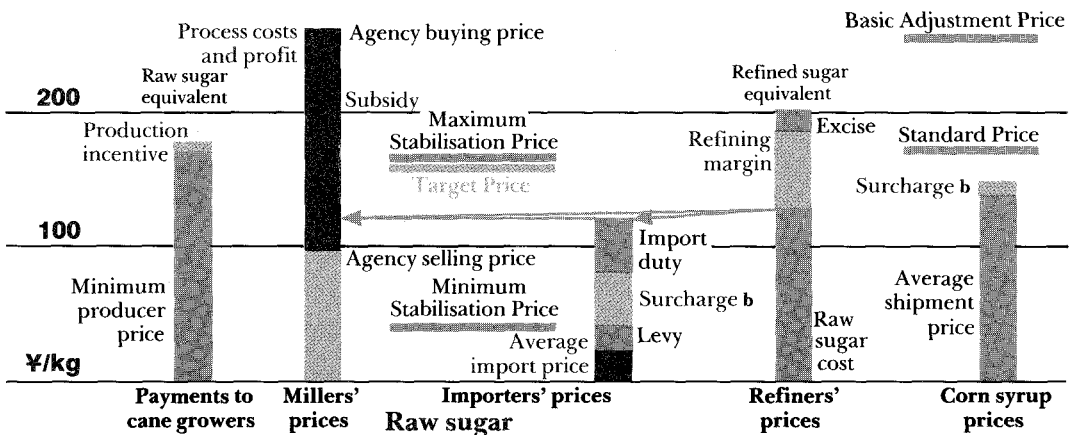 Basic Adjustment Price
Process costs
and profit
Agency buying price
Raw sugar
equivalent
Refined sugar
equivalent
200
Subsidy
Production
incentive
Maximum
Stabilisation Price
Target Price
Excise
Refining
margin
Standard Price
Surcharge b
100
Import
duty
Agency selling price
Minimum
producer
price
Minimum
Stabilisation Price
Surcharge b
Average
shipment
price
Levy
Average
import price
Raw
sugar
cost
¥/kg
Payments to
cane growers
Millers'
prices
Importers' prices
Refiners'
prices
Corn syrup
prices
Raw sugar